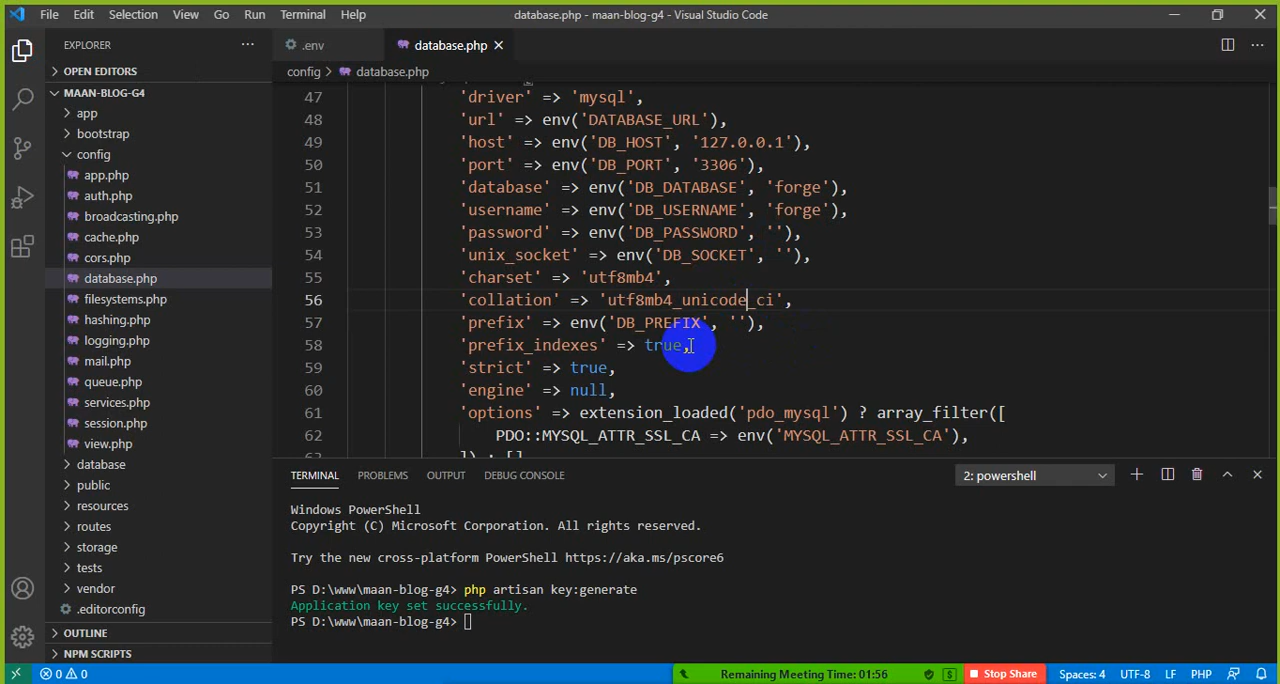 File Edit Selection View Go Run Terminal Help database.php - maan-blog-g4 - Visual Studio Code
EXPLORER
OPEN EDITORS
MAAN-BLOG-G4
app
bootstrap
config
app.php
auth.php
broadcasting.php
cache.php
cors.php
database.php
filesystems.php
hashing.php
logging.php
mail.php
queue.php
services.php
session.php
view.php
database
public
resources
routes
storage
tests
vendor
.editorconfig
OUTLINE
NPM SCRIPTS
.env database.php
config > database.php
47 'driver' => 'mysql',
48 'url' => env('DATABASE_URL'),
49 'host' => env('DB_HOST', '127.0.0.1'),
50 'port' => env('DB_PORT', '3306'),
51 'database' => env('DB_DATABASE', 'forge'),
52 'username' => env('DB_USERNAME', 'forge'),
53 'password' => env('DB_PASSWORD', ''),
54 'unix_socket' => env('DB_SOCKET', ''),
55 'charset' => 'utf8mb4',
56 'collation' => 'utf8mb4_unicode_ci',
57 'prefix' => env('DB_PREFIX', ''),
58 'prefix_indexes' => true,
59 'strict' => true,
60 'engine' => null,
61 'options' => extension_loaded('pdo_mysql') ? array_filter([
62 PDO::MYSQL_ATTR_SSL_CA => env('MYSQL_ATTR_SSL_CA'),
]) : [],
TERMINAL PROBLEMS OUTPUT DEBUG CONSOLE 2: powershell
Windows PowerShell
Copyright (C) Microsoft Corporation. All rights reserved.
Try the new cross-platform PowerShell https://aka.ms/pscore6
PS D:\www\maan-blog-g4> php artisan key:generate
Application key set successfully.
PS D:\www\maan-blog-g4>
0 0 Remaining Meeting Time: 01:56 Stop Share Spaces: 4 UTF-8 LF PHP